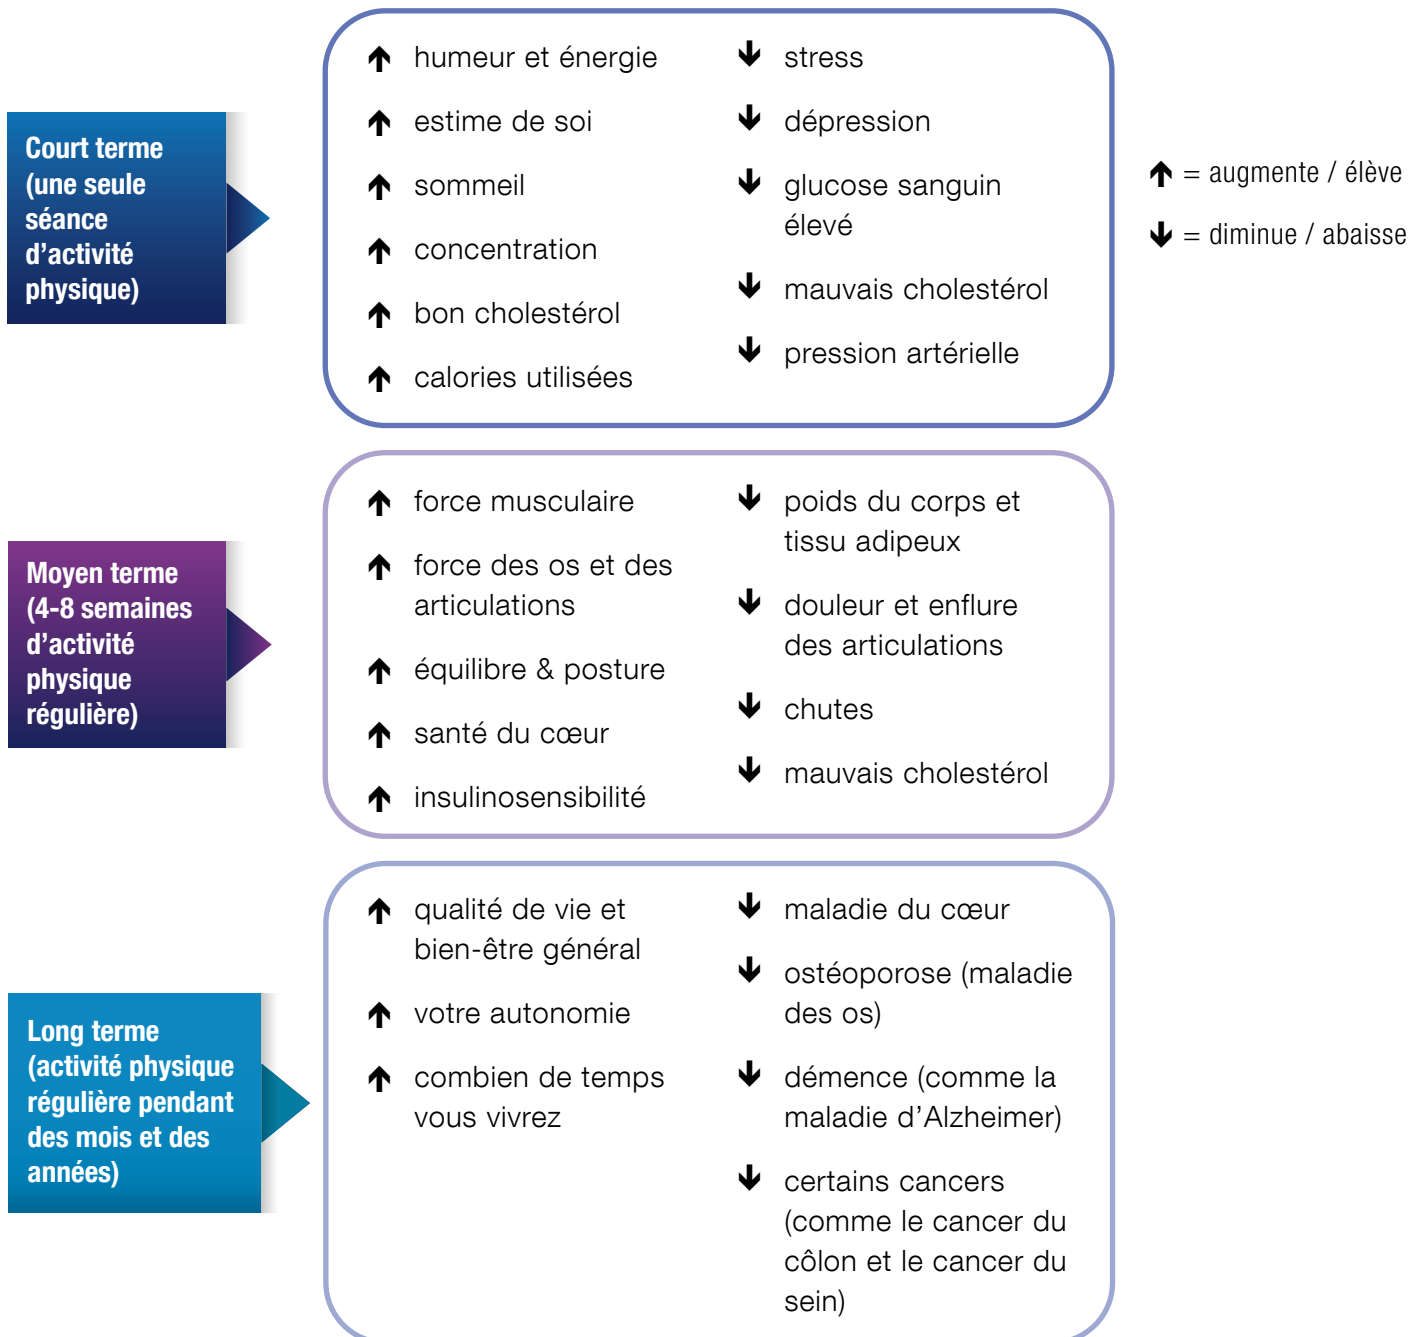 Court terme
(une seule
séance
d’activité
physique)
↑ humeur et énergie
↑ estime de soi
↑ sommeil
↑ concentration
↑ bon cholestérol
↑ calories utilisées
↓ stress
↓ dépression
↓ glucose sanguin
élevé
↓ mauvais cholestérol
↓ pression artérielle
↑ = augmente / élève
↓ = diminue / abaisse
Moyen terme
(4-8 semaines
d’activité
physique
régulière)
↑ force musculaire
↑ force des os et des
articulations
↑ équilibre & posture
↑ santé du cœur
↑ insulinosensibilité
↓ poids du corps et
tissu adipeux
↓ douleur et enflure
des articulations
↓ chutes
↓ mauvais cholestérol
Long terme
(activité physique
régulière pendant
des mois et des
années)
↑ qualité de vie et
bien-être général
↑ votre autonomie
↑ combien de temps
vous vivrez
↓ maladie du cœur
↓ ostéoporose (maladie
des os)
↓ démence (comme la
maladie d’Alzheimer)
↓ certains cancers
(comme le cancer du
côlon et le cancer du
sein)